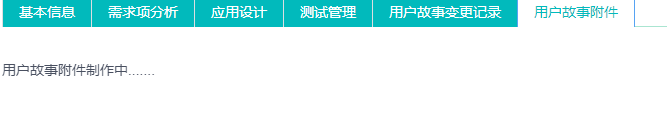 基本信息 需求项分析 应用设计 测试管理 用户故事变更记录 用户故事附件
用户故事附件制作中.......